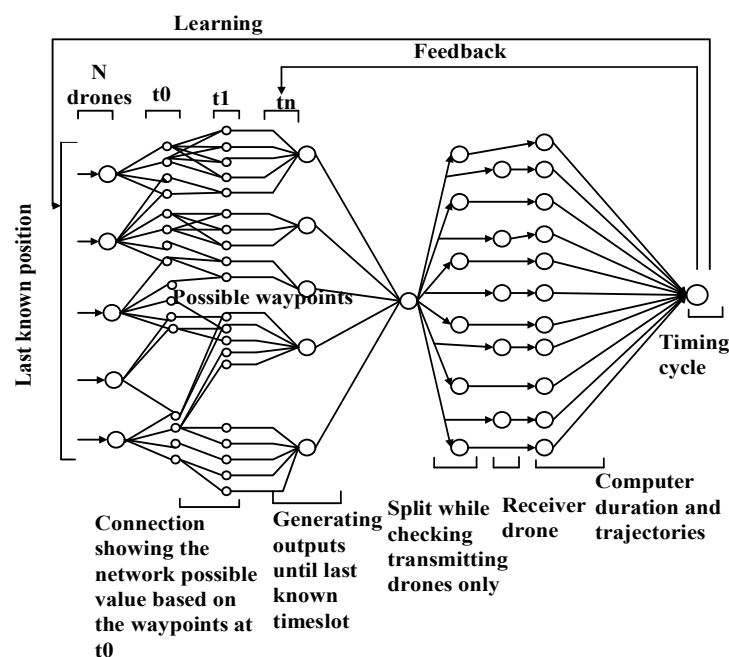 Learning
Feedback
N
drones
t0
t1
tn
Last known position
Possible waypoints
Timing
cycle
Connection
showing the
network possible
value based on
the waypoints at
t0
Generating
outputs
until last
known
timeslot
Split while
checking
transmitting
drones only
Receiver
drone
Computer
duration and
trajectories